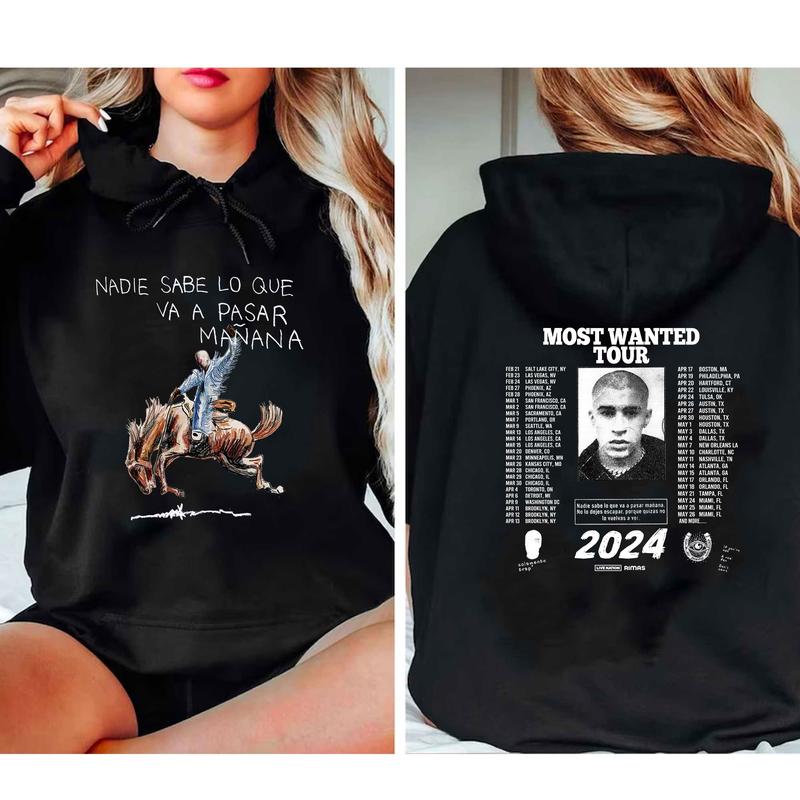 NADIE SABE LO QUE
VA A PASAR
MAÑANA
MOST WANTED
TOUR
FEB 21 SALT LAKE CITY, NY
FEB 23 LAS VEGAS, NV
FEB 24 LAS VEGAS, NV
FEB 27 PHOENIX, AZ
FEB 28 PHOENIX, AZ
MAR 1 SAN FRANCISCO, CA
MAR 2 SAN FRANCISCO, CA
MAR 5 SACRAMENTO, CA
MAR 7 PORTLAND, OR
MAR 9 SEATTLE, WA
MAR 13 LOS ANGELES, CA
MAR 14 LOS ANGELES, CA
MAR 15 LOS ANGELES, CA
MAR 20 DENVER, CO
MAR 23 MINNEAPOLIS, MN
MAR 26 KANSAS CITY, MO
MAR 28 CHICAGO, IL
MAR 29 CHICAGO, IL
MAR 30 CHICAGO, IL
APR 4 TORONTO, ON
APR 6 DETROIT, MI
APR 9 WASHINGTON DC
APR 11 BROOKLYN, NY
APR 12 BROOKLYN, NY
APR 13 BROOKLYN, NY
APR 17 BOSTON, MA
APR 19 PHILADELPHIA, PA
APR 20 HARTFORD, CT
APR 22 LOUISVILLE, KY
APR 24 TULSA, OK
APR 26 AUSTIN, TX
APR 27 AUSTIN, TX
APR 30 HOUSTON, TX
MAY 1 HOUSTON, TX
MAY 3 DALLAS, TX
MAY 4 DALLAS, TX
MAY 7 NEW ORLEANS LA
MAY 10 CHARLOTTE, NC
MAY 11 NASHVILLE, TN
MAY 14 ATLANTA, GA
MAY 15 ATLANTA, GA
MAY 17 ORLANDO, FL
MAY 18 ORLANDO, FL
MAY 21 TAMPA, FL
MAY 24 MIAMI, FL
MAY 25 MIAMI, FL
MAY 26 MIAMI, FL
AND MORE....
Nadie sabe lo que va a pasar mañana.
No lo dejes escapar, porque quizás no
lo vuelvas a ver.
2024
solamente
trap
LIVE NATION RIMAS